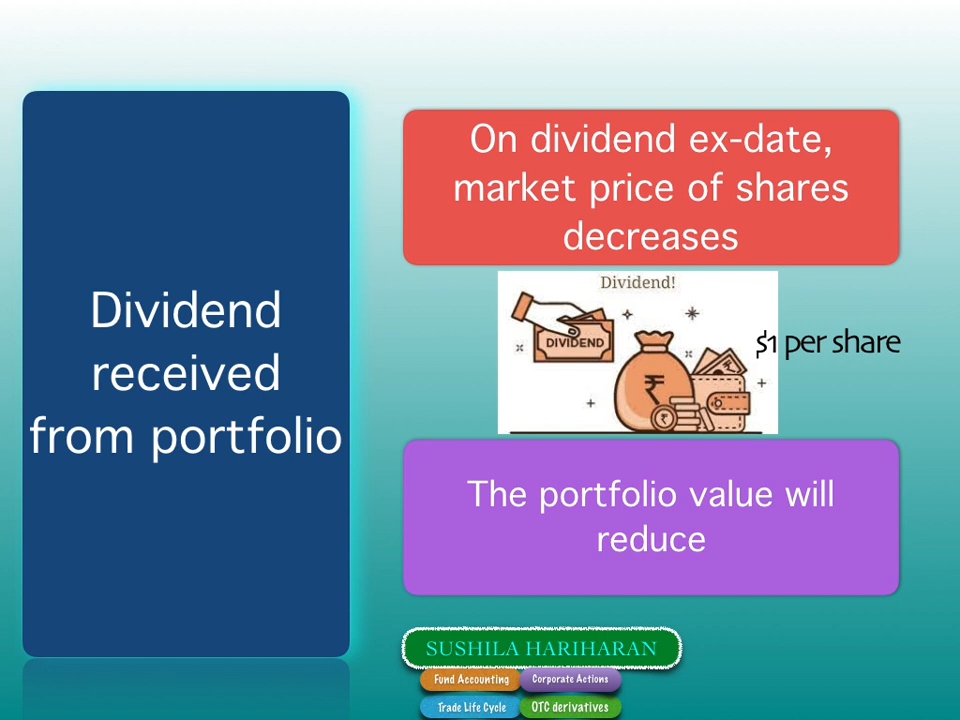 Dividend
received
from portfolio
On dividend ex-date,
market price of shares
decreases
Dividend!
DIVIDEND
₹
₹
$1 per share
The portfolio value will
reduce
SUSHILA HARIHARAN
Fund Accounting
Corporate Actions
Trade Life Cycle
OTC derivatives